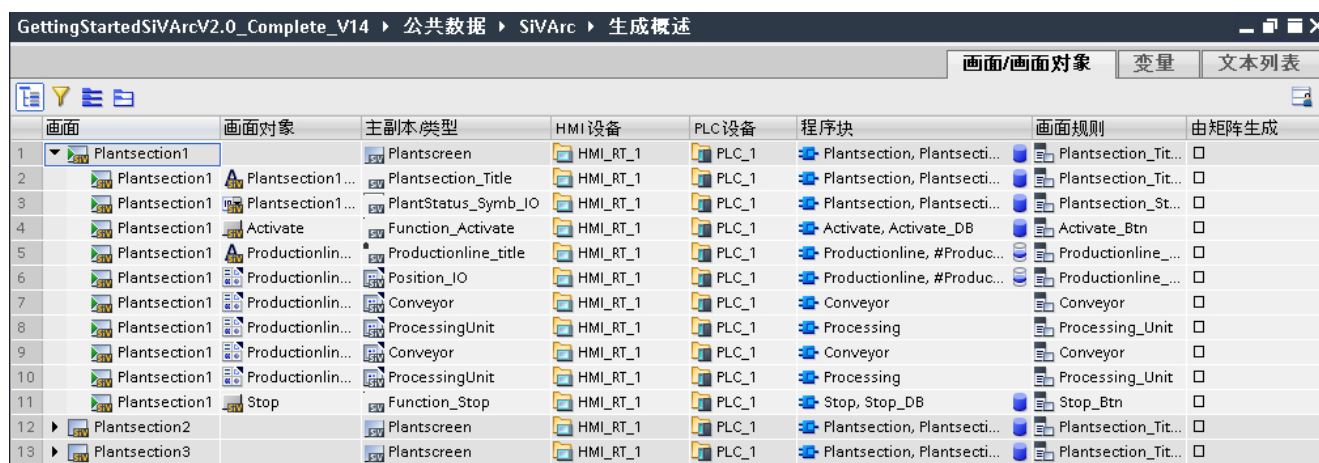 GettingStartedSiVArcV2.0_Complete_V14 ▸ 公共数据 ▸ SiVArc ▸ 生成概述
画面/画面对象 变量 文本列表
画面 画面对象 主副本/类型 HMI设备 PLC设备 程序块 画面规则 由矩阵生成
1 Plantsection1 Plantscreen HMI_RT_1 PLC_1 Plantsection, Plantsecti... Plantsection_Tit...
2 Plantsection1 Plantsection1... Plantsection_Title HMI_RT_1 PLC_1 Plantsection, Plantsecti... Plantsection_Tit...
3 Plantsection1 Plantsection1... PlantStatus_Symb_IO HMI_RT_1 PLC_1 Plantsection, Plantsecti... Plantsection_St...
4 Plantsection1 Activate Function_Activate HMI_RT_1 PLC_1 Activate, Activate_DB Activate_Btn
5 Plantsection1 Productionlin... Productionline_title HMI_RT_1 PLC_1 Productionline, #Produc... Productionline_...
6 Plantsection1 Productionlin... Position_IO HMI_RT_1 PLC_1 Productionline, #Produc... Productionline_...
7 Plantsection1 Productionlin... Conveyor HMI_RT_1 PLC_1 Conveyor Conveyor
8 Plantsection1 Productionlin... ProcessingUnit HMI_RT_1 PLC_1 Processing Processing_Unit
9 Plantsection1 Productionlin... Conveyor HMI_RT_1 PLC_1 Conveyor Conveyor
10 Plantsection1 Productionlin... ProcessingUnit HMI_RT_1 PLC_1 Processing Processing_Unit
11 Plantsection1 Stop Function_Stop HMI_RT_1 PLC_1 Stop, Stop_DB Stop_Btn
12 Plantsection2 Plantscreen HMI_RT_1 PLC_1 Plantsection, Plantsecti... Plantsection_Tit...
13 Plantsection3 Plantscreen HMI_RT_1 PLC_1 Plantsection, Plantsecti... Plantsection_Tit...